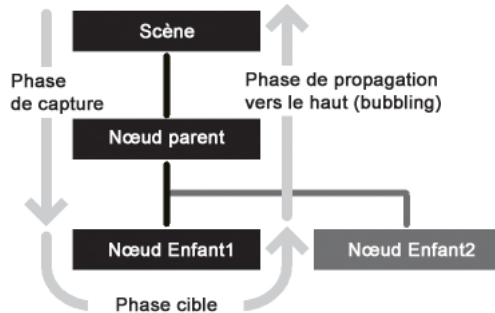 Scène
Phase
de capture
Phase de propagation
vers le haut (bubbling)
Nœud parent
Nœud Enfant1
Nœud Enfant2
Phase cible